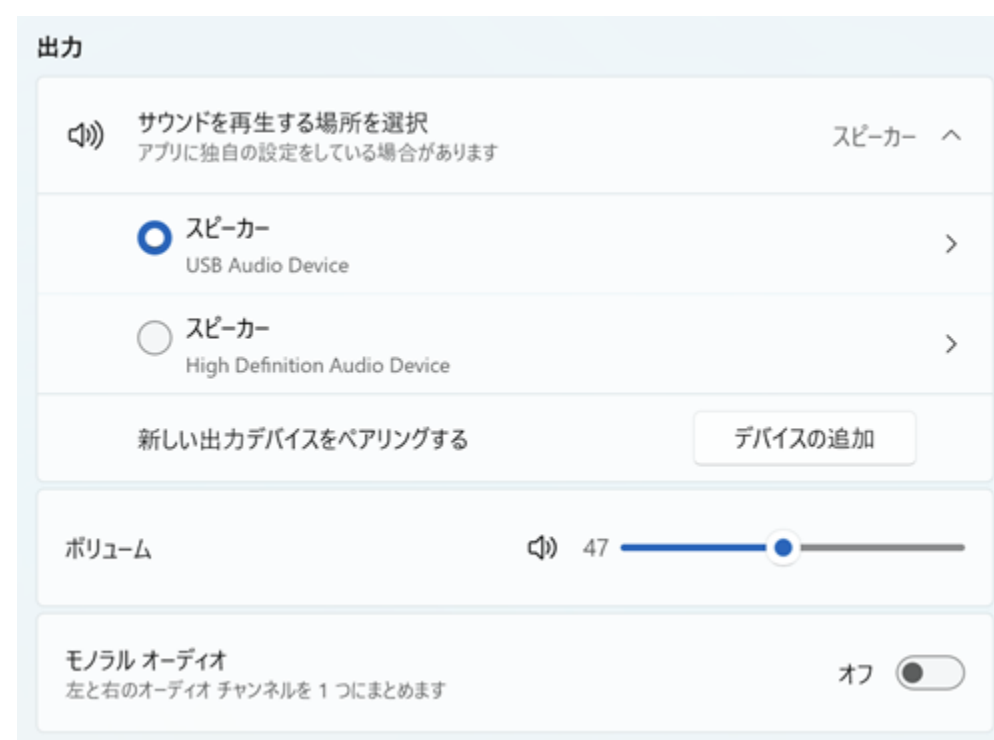 出力
サウンドを再生する場所を選択
アプリに独自の設定をしている場合があります
スピーカー
スピーカー
USB Audio Device
スピーカー
High Definition Audio Device
新しい出力デバイスをペアリングする
デバイスの追加
ボリューム
47
モノラル オーディオ
左と右のオーディオ チャンネルを 1 つにまとめます
オフ